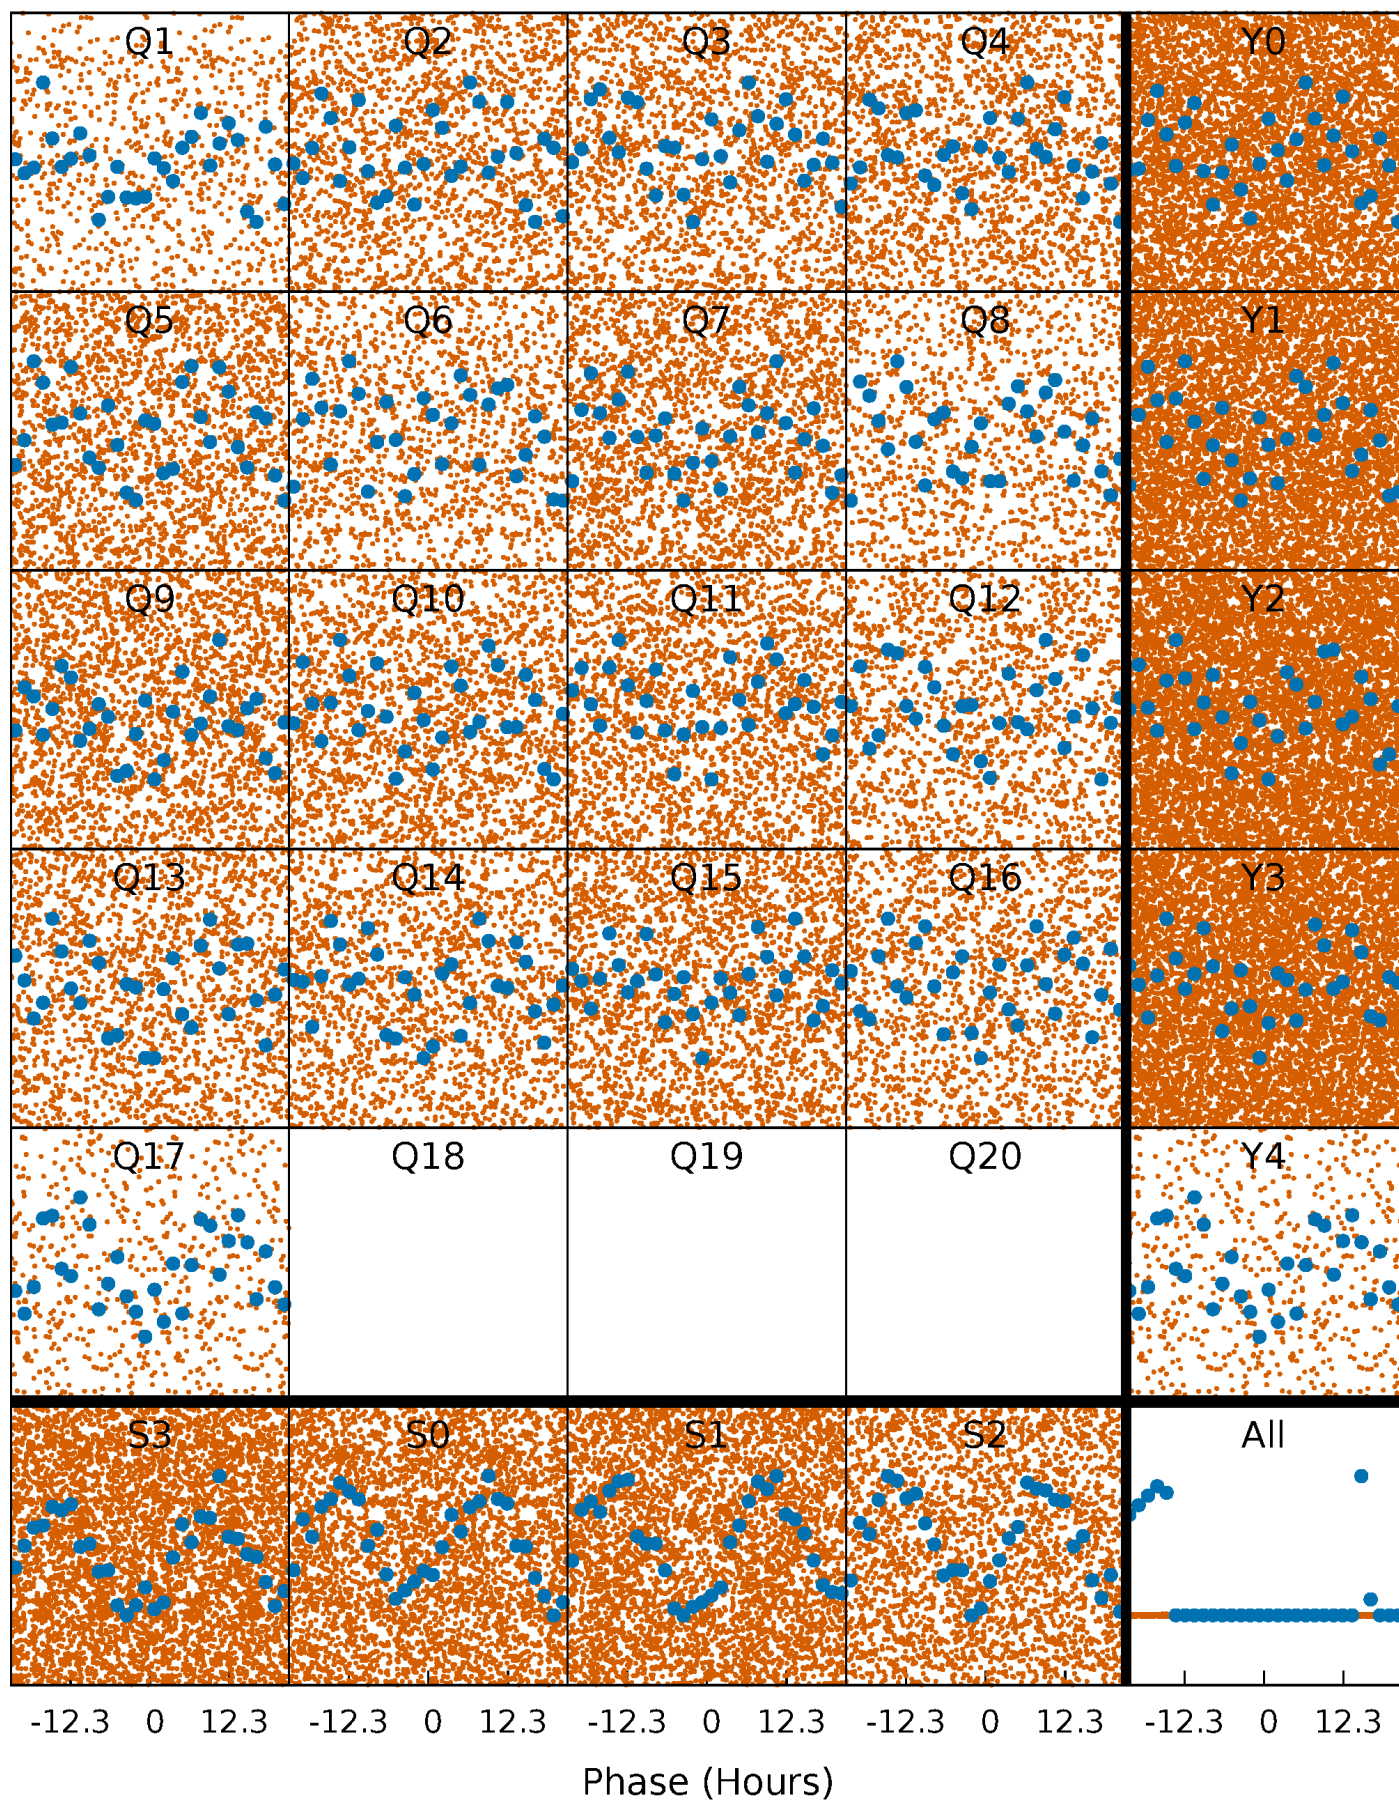 Q1 Q2 Q3 Q4 Y0
Q5 Q6 Q7 Q8 Y1
Q9 Q10 Q11 Q12 Y2
Q13 Q14 Q15 Q16 Y3
Q17 Q18 Q19 Q20 Y4
S3 S0 S1 S2 All
-12.3 0 12.3 -12.3 0 12.3 -12.3 0 12.3 -12.3 0 12.3 -12.3 0 12.3
Phase (Hours)